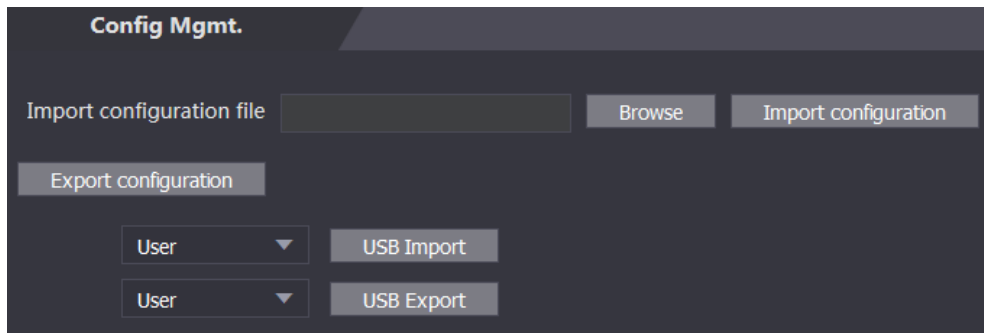 Config Mgmt.
Import configuration file Browse Import configuration
Export configuration
User USB Import
User USB Export